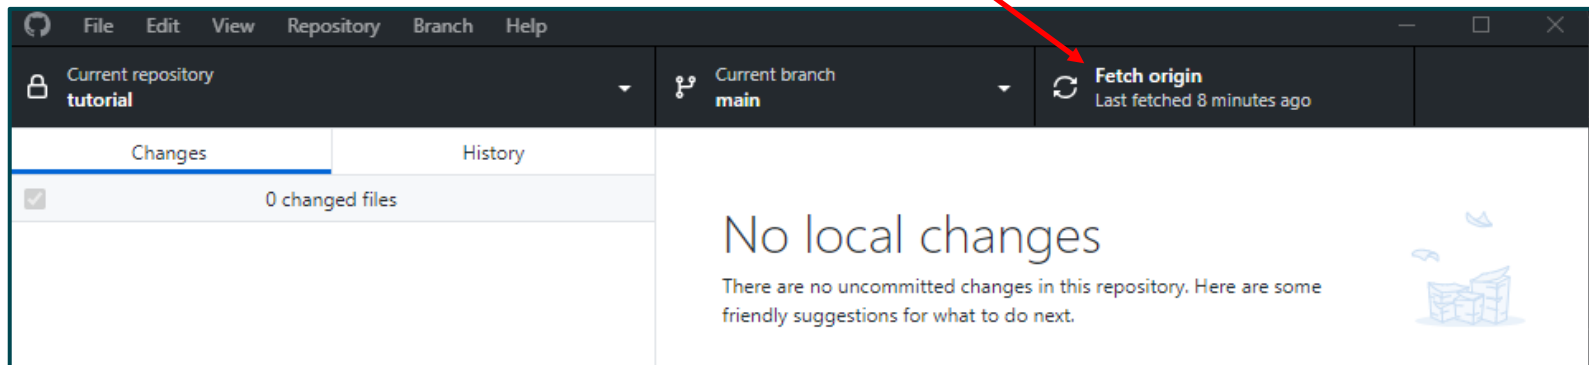 File Edit View Repository Branch Help
Current repository
tutorial
Current branch
main
Fetch origin
Last fetched 8 minutes ago
Changes
History
0 changed files
No local changes
There are no uncommitted changes in this repository. Here are some
friendly suggestions for what to do next.